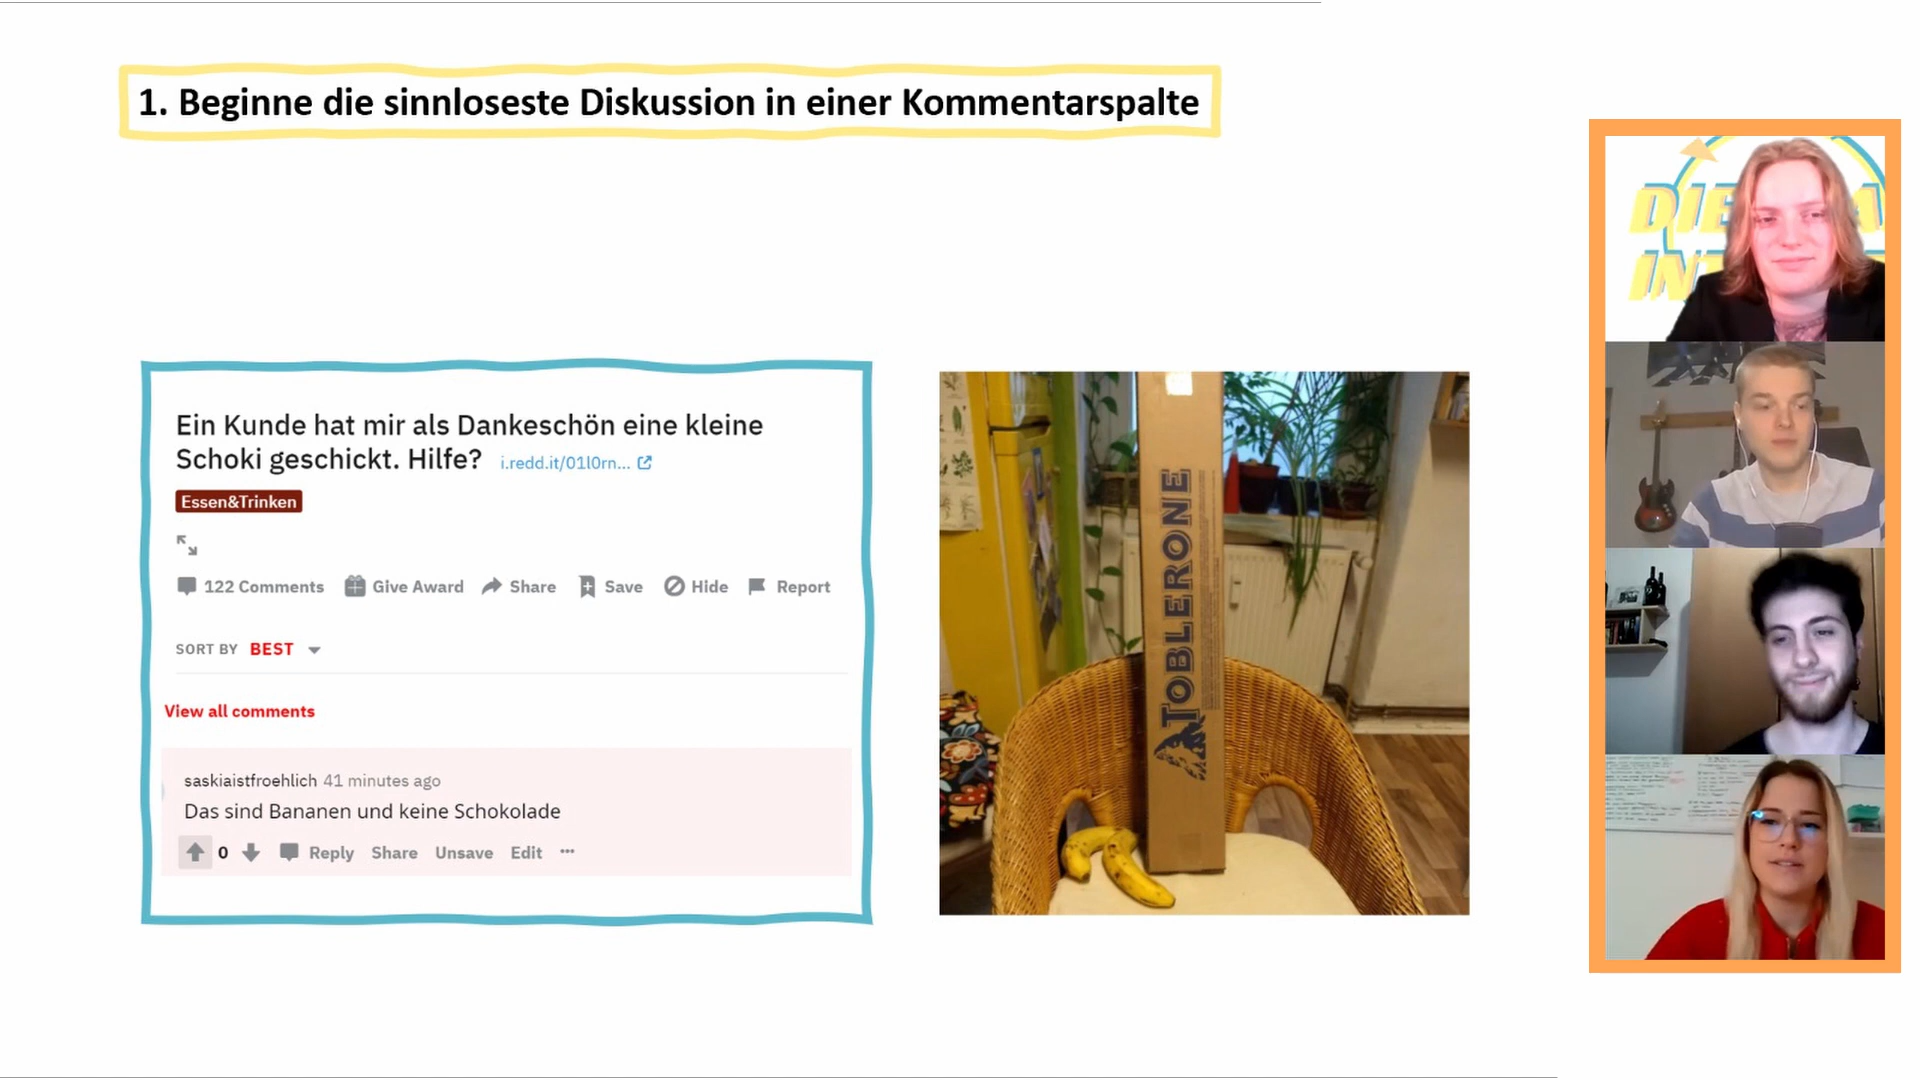 1. Beginne die sinnloseste Diskussion in einer Kommentarspalte
Ein Kunde hat mir als Dankeschön eine kleine
Schoki geschickt. Hilfe? i.redd.it/01l0rn...
Essen&Trinken
122 Comments Give Award Share Save Hide Report
SORT BY BEST
View all comments
saskiaistfroehlich 41 minutes ago
Das sind Bananen und keine Schokolade
0 Reply Share Unsave Edit ...
TOBLERONE
DIE